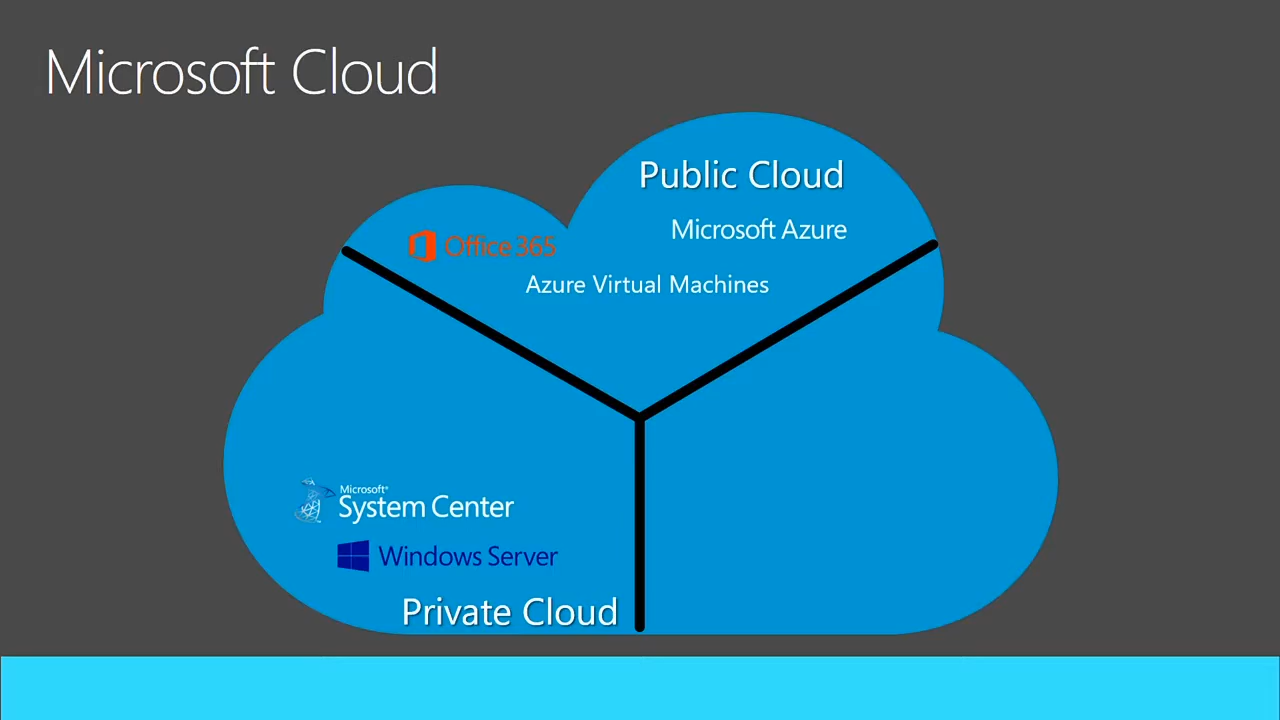 Microsoft Cloud
Public Cloud
Microsoft Azure
Office 365
Azure Virtual Machines
Microsoft®
System Center
Windows Server
Private Cloud